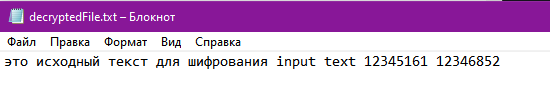 decryptedFile.txt – Блокнот
Файл Правка Формат Вид Справка
это исходный текст для шифрования input text 12345161 12346852